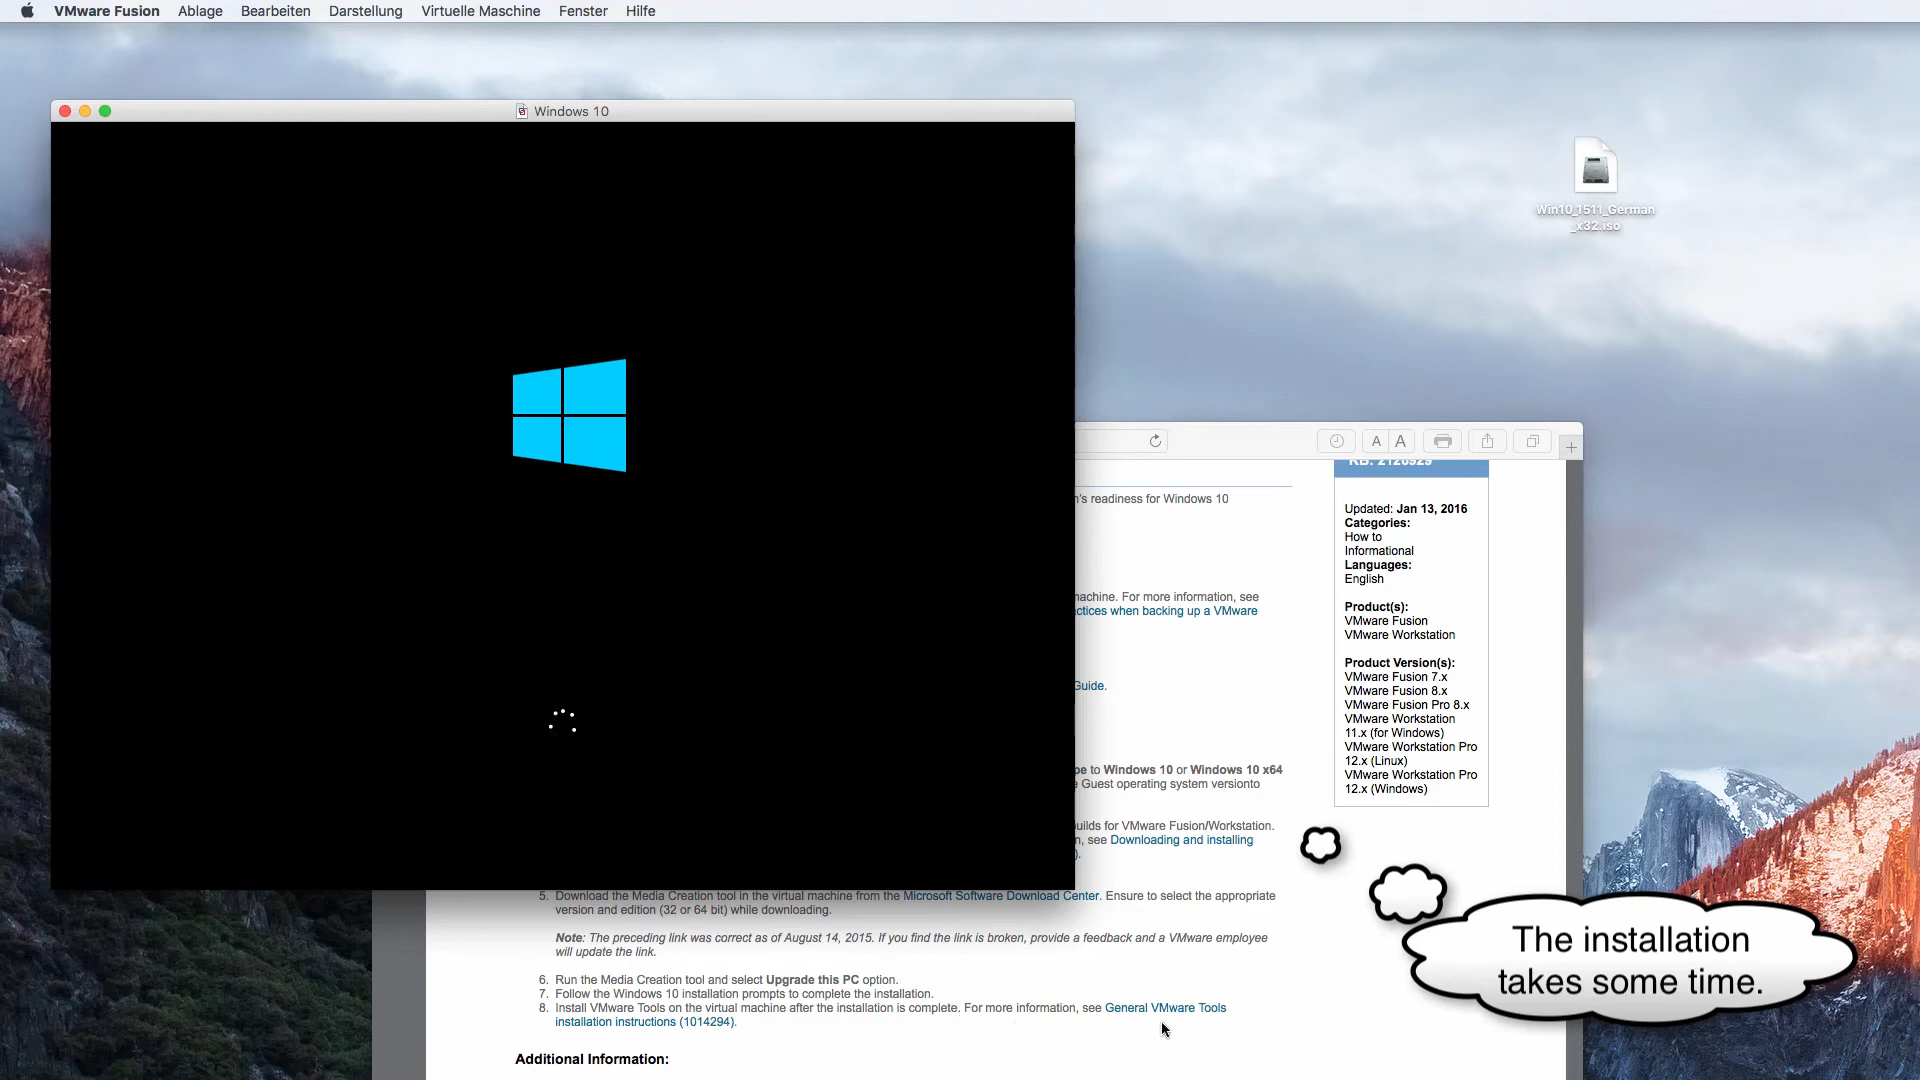 VMware Fusion Ablage Bearbeiten Darstellung Virtuelle Maschine Fenster Hilfe
Windows 10
Win10_1511_German
_x32.iso
A A
+
KB: 2128929
's readiness for Windows 10
Updated: Jan 13, 2016
Categories:
How to
Informational
Languages:
English
Product(s):
VMware Fusion
VMware Workstation
Product Version(s):
VMware Fusion 7.x
VMware Fusion 8.x
VMware Fusion Pro 8.x
VMware Workstation
11.x (for Windows)
VMware Workstation Pro
12.x (Linux)
VMware Workstation Pro
12.x (Windows)
achine. For more information, see
ctices when backing up a VMware
Guide.
pe to Windows 10 or Windows 10 x64
e Guest operating system versionto
uilds for VMware Fusion/Workstation.
n, see Downloading and installing
).
5. Download the Media Creation tool in the virtual machine from the Microsoft Software Download Center. Ensure to select the appropriate
version and edition (32 or 64 bit) while downloading.
Note: The preceding link was correct as of August 14, 2015. If you find the link is broken, provide a feedback and a VMware employee
will update the link.
6. Run the Media Creation tool and select Upgrade this PC option.
7. Follow the Windows 10 installation prompts to complete the installation.
8. Install VMware Tools on the virtual machine after the installation is complete. For more information, see General VMware Tools
installation instructions (1014294).
Additional Information:
The installation
takes some time.